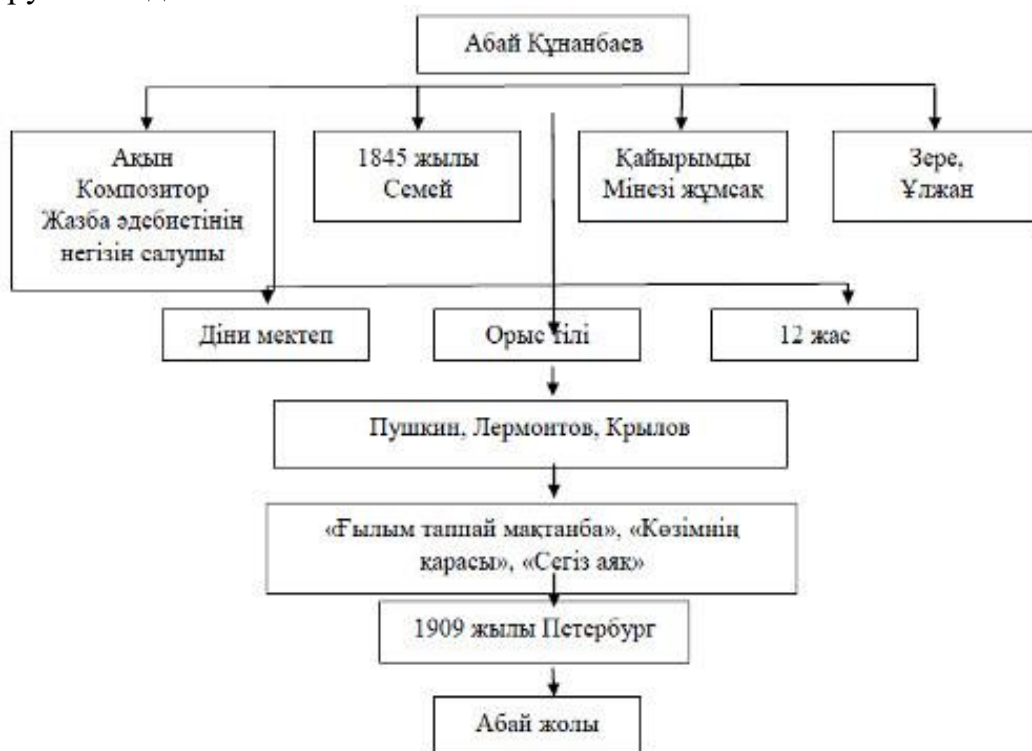 Абай Құнанбаев
Ақын
Композитор
Жазба әдебиетінің
негізін салушы
1845 жылы
Семей
Қайырымды
Мінезі жұмсақ
Зере,
Ұлжан
Діни мектеп
Орыс тілі
12 жас
Пушкин, Лермонтов, Крылов
«Ғылым таппай мақтанба», «Көзімнің
қарасы», «Сегіз аяк»
1909 жылы Петербург
Абай жолы